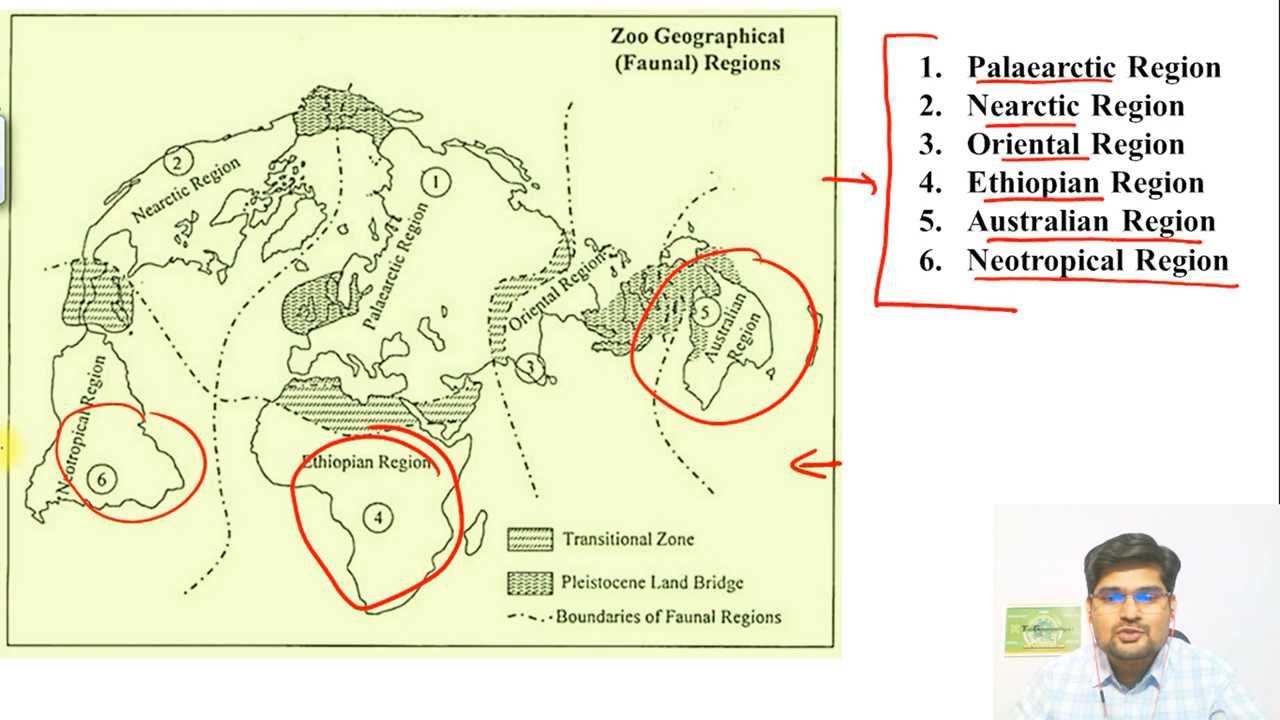 Zoo Geographical
(Faunal) Regions
2
Nearctic Region
1
Palaearctic Region
Oriental Region
3
5
Australian
Region
Neotropical Region
6
Ethiopian Region
4
Transitional Zone
Pleistocene Land Bridge
Boundaries of Faunal Regions
1. Palaearctic Region
2. Nearctic Region
3. Oriental Region
4. Ethiopian Region
5. Australian Region
6. Neotropical Region